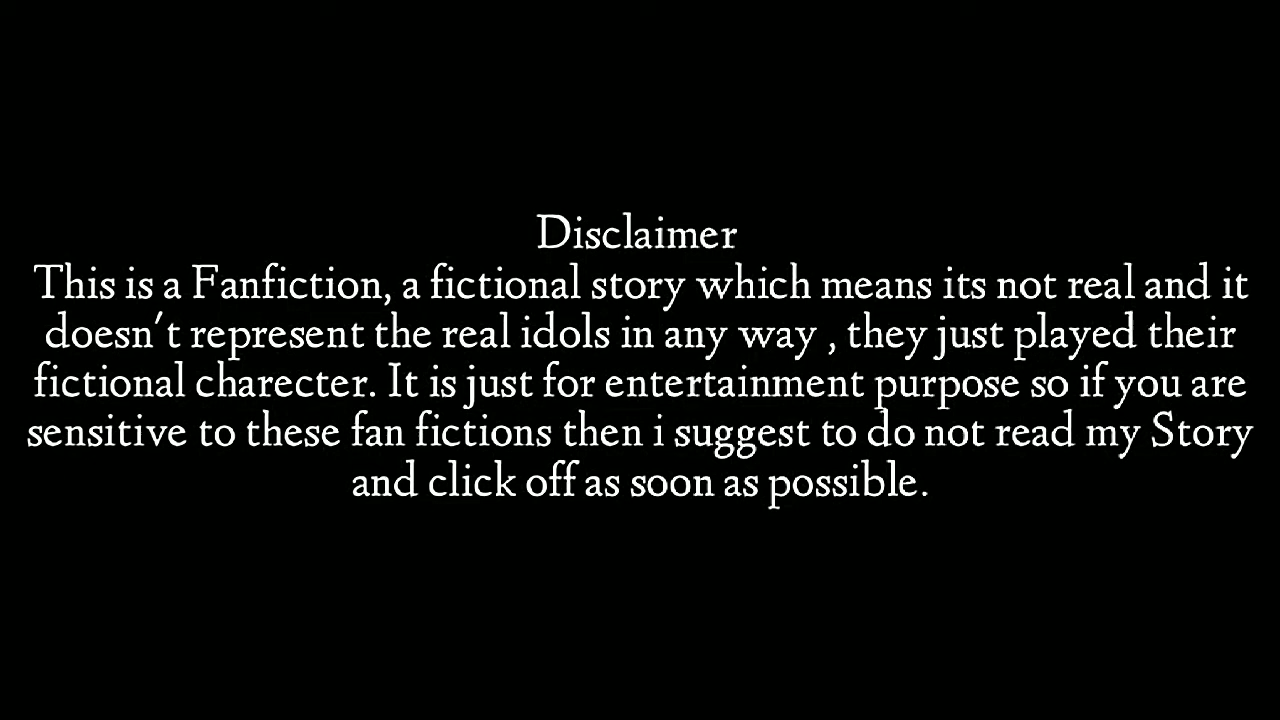 Disclaimer
This is a Fanfiction, a fictional story which means its not real and it
doesn't represent the real idols in any way , they just played their
fictional charecter. It is just for entertainment purpose so if you are
sensitive to these fan fictions then i suggest to do not read my Story
and click off as soon as possible.